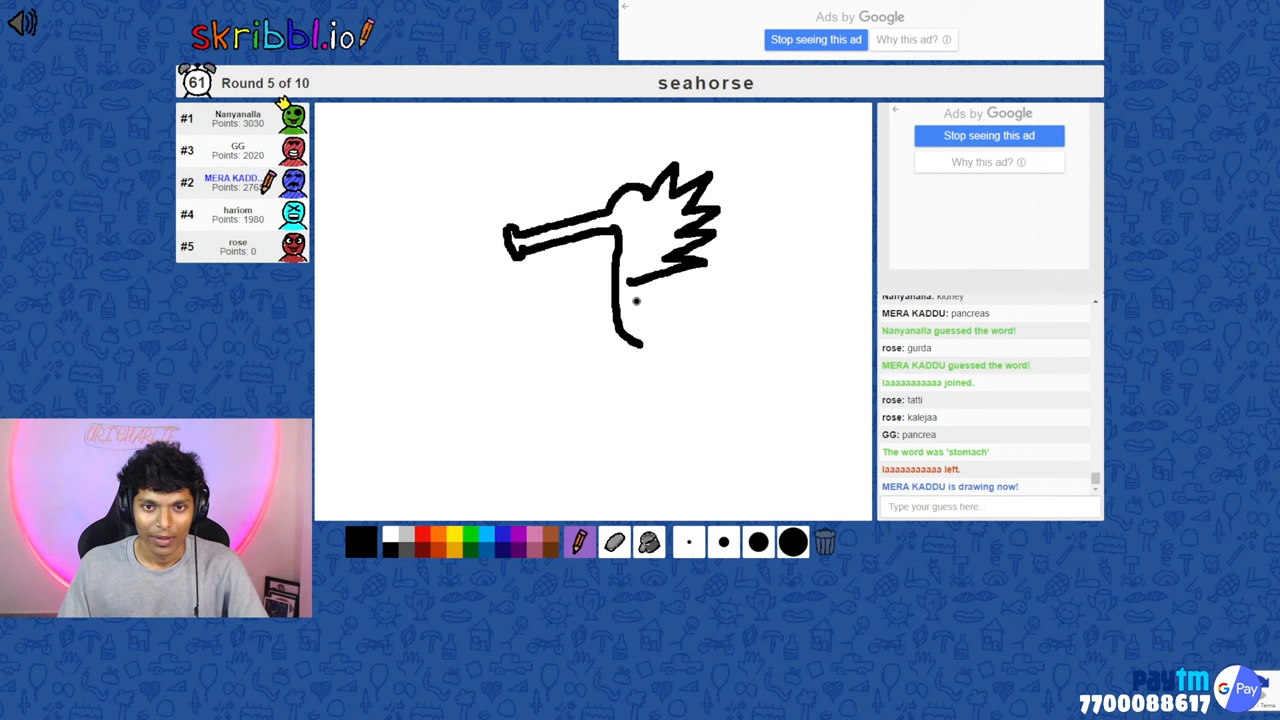 skribbl.io
Ads by Google
Stop seeing this ad
Why this ad?
61
Round 5 of 10
seahorse
#1
Nanyanalla
Points: 3030
#3
GG
Points: 2020
#2
MERA KADD...
#4
hariom
Points: 1980
#5
rose
Points: 0
Ads by Google
Stop seeing this ad
Why this ad?
Nanyanalla: kidney
MERA KADDU: pancreas
Nanyanalla guessed the word!
rose: gurda
MERA KADDU guessed the word!
rose: tatti
rose: kalejaa
GG: pancrea
The word was 'stomach'
MERA KADDU is drawing now!
Type your guess here...
paytm
7700088617
G Pay
Terms